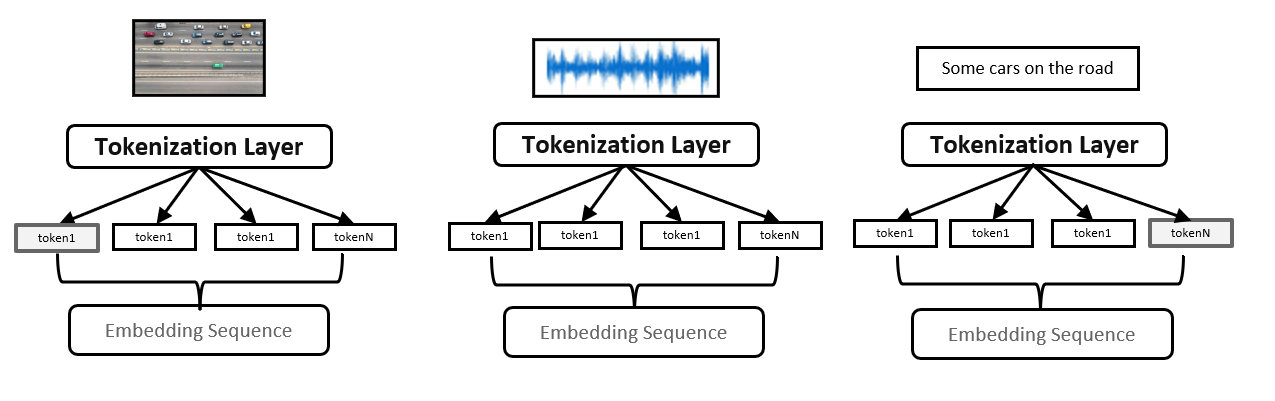 Some cars on the road
Tokenization Layer
Tokenization Layer
Tokenization Layer
token1
token1
token1
tokenN
token1
token1
token1
tokenN
token1
token1
token1
tokenN
Embedding Sequence
Embedding Sequence
Embedding Sequence